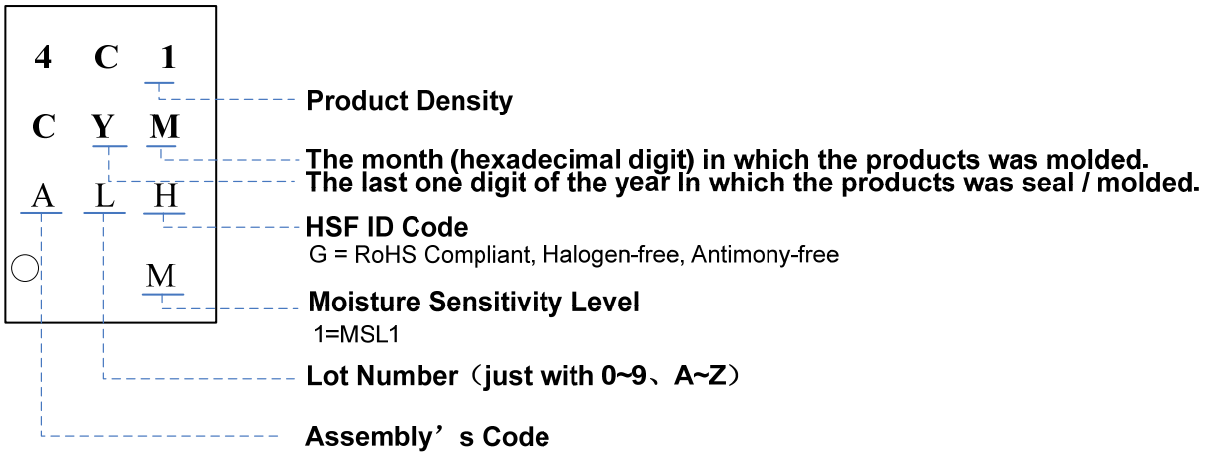 4 C 1
Product Density
C Y M
The month (hexadecimal digit) in which the products was molded.
The last one digit of the year In which the products was seal / molded.
A L H
HSF ID Code
G = RoHS Compliant, Halogen-free, Antimony-free
M
Moisture Sensitivity Level
1=MSL1
Lot Number（just with 0~9、A~Z）
Assembly’s Code